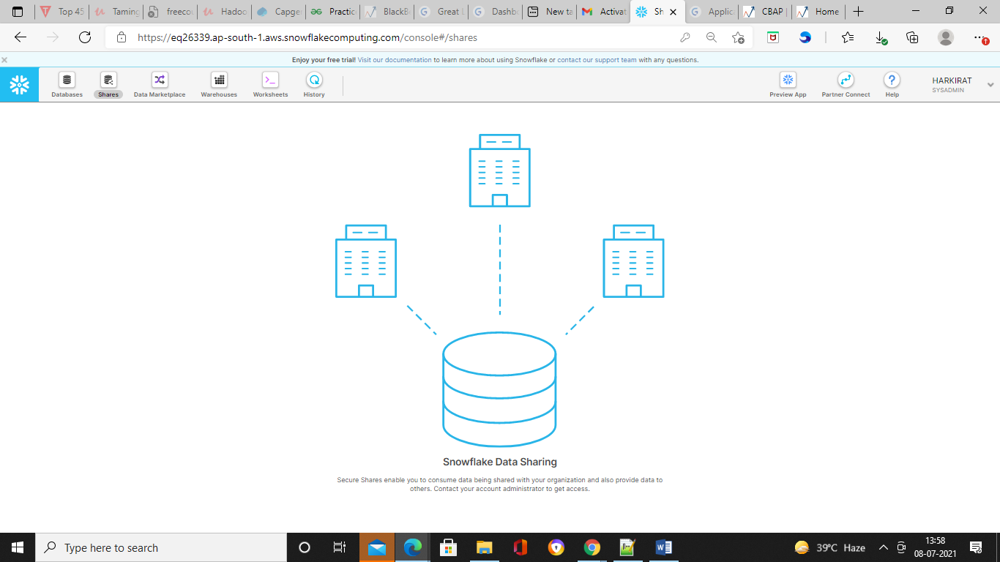 Top 45
Taming
freecou
Hadoo
Capge
Practic
BlackB
Great L
Dashbo
New ta
Activat
Sh
Applic
CBAP
Home
https://eq26339.ap-south-1.aws.snowflakecomputing.com/console#/shares
Enjoy your free trial! Visit our documentation to learn more about using Snowflake or contact our support team with any questions.
Databases
Shares
Data Marketplace
Warehouses
Worksheets
History
Preview App
Partner Connect
Help
HARKIRAT
SYSADMIN
Snowflake Data Sharing
Secure Shares enable you to consume data being shared with your organization and also provide data to
others. Contact your account administrator to get access.
Type here to search
39°C Haze
13:58
08-07-2021